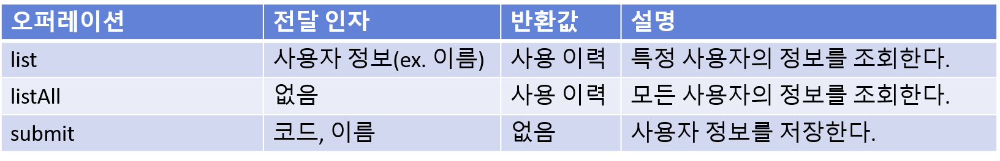 오퍼레이션 전달 인자 반환값 설명
list 사용자 정보(ex. 이름) 사용 이력 특정 사용자의 정보를 조회한다.
listAll 없음 사용 이력 모든 사용자의 정보를 조회한다.
submit 코드, 이름 없음 사용자 정보를 저장한다.